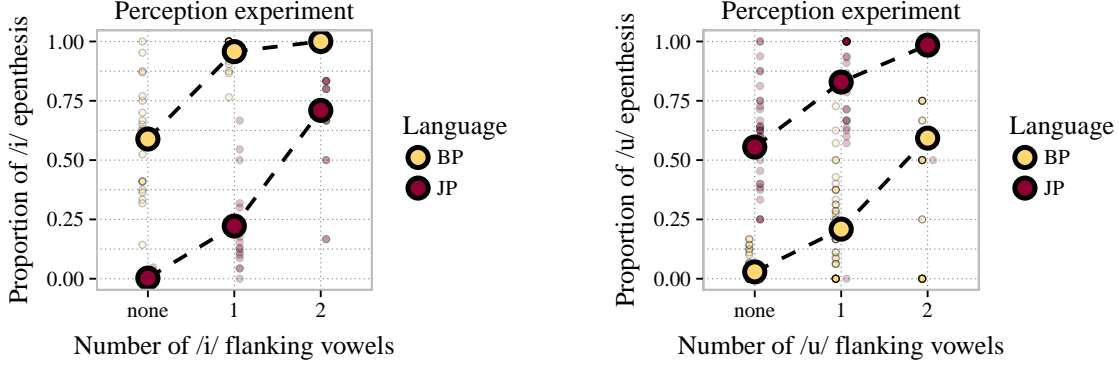 Perception experiment
Proportion of /i/ epenthesis
1.00
0.75
0.50
0.25
0.00
none 1 2
Number of /i/ flanking vowels
Language
BP
JP
Perception experiment
Proportion of /u/ epenthesis
1.00
0.75
0.50
0.25
0.00
none 1 2
Number of /u/ flanking vowels
Language
BP
JP